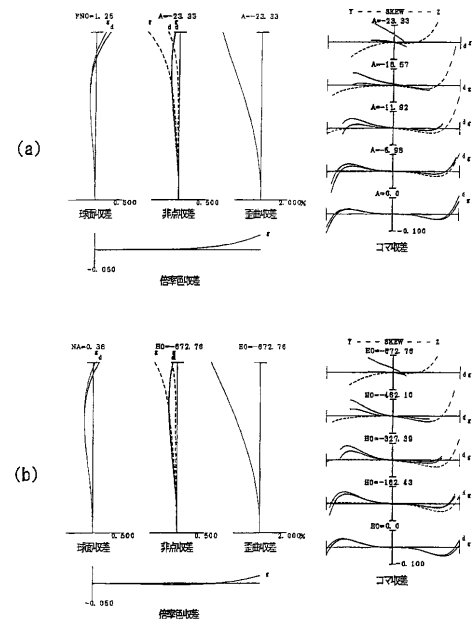 (a)
FNO=1.25
g
d
A=-23.33
g
g
d
d
A=-23.33
0.500
球面収差
0.500
非点収差
2.000%
歪曲収差
g
-0.050
倍率色収差
Y - - - SKEW - - - Z
A=-23.33
d g
A=-18.67
d g
A=-11.82
d g
A=-5.98
d g
A=0.0
d
g
-0.100
コマ収差
(b)
NA=0.38
g
d
H0=-672.76
g
g
d
H0=-672.76
0.500
球面収差
0.500
非点収差
2.000%
歪曲収差
g
-0.050
倍率色収差
Y - - - SKEW - - - Z
H0=-672.76
d g
H0=-482.10
d g
H0=-327.39
d g
H0=-162.43
d g
H0=0.0
d g
-0.100
コマ収差